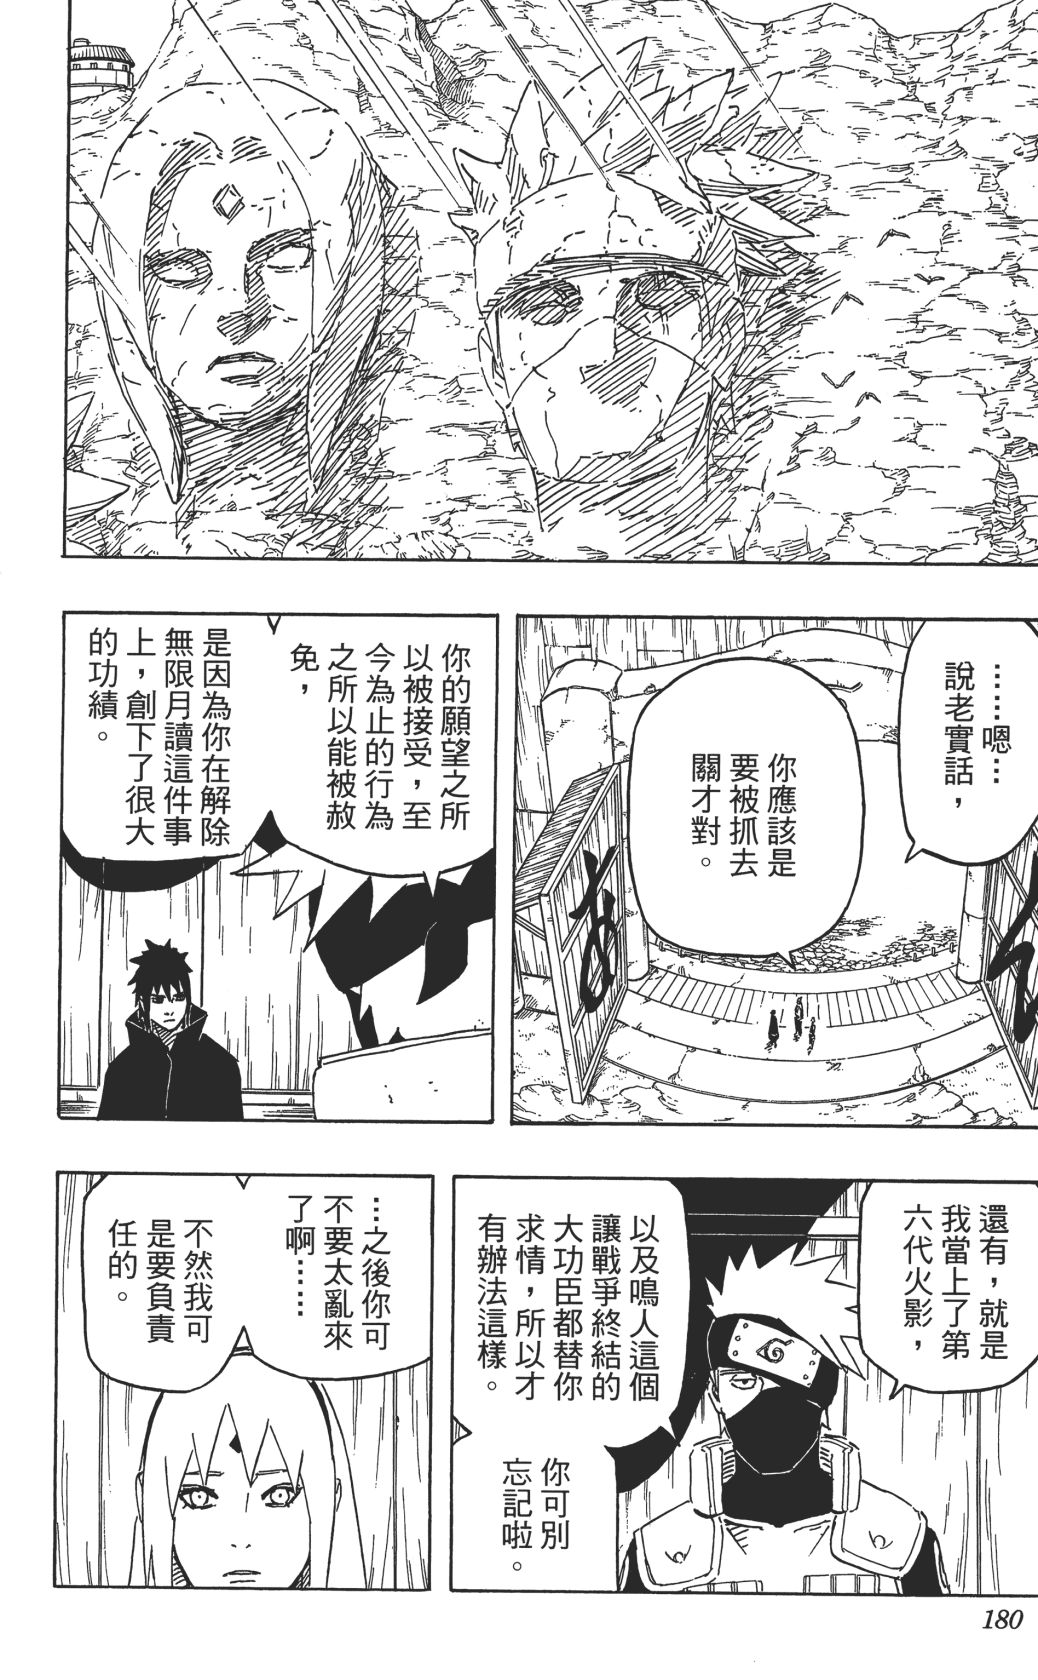 ……嗯…
說老實話，
你應該是
要被抓去
關才對。
你的願望之所
以被接受，至
今為止的行為
之所以能被赦
免，
是因為你在解除
無限月讀這件事
上，創下了很大
的功績。
還有，就是
我當上了第
六代火影，
以及鳴人這個
讓戰爭終結的
大功臣都替你
求情，所以才
有辦法這樣。
你可別
忘記啦。
…之後你可
不要太亂來
了啊……
不然我可
是要負責
任的。
180